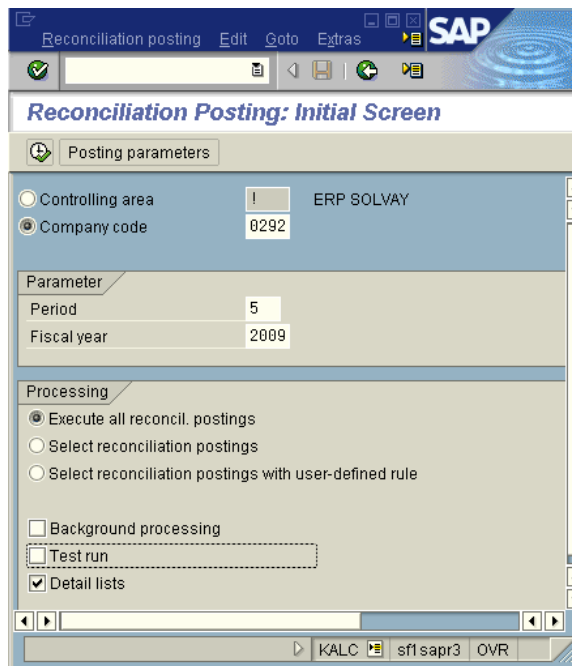 Reconciliation posting Edit Goto Extras
SAP
Reconciliation Posting: Initial Screen
Posting parameters
Controlling area ! ERP SOLVAY
Company code 0292
Parameter
Period 5
Fiscal year 2009
Processing
Execute all reconcil. postings
Select reconciliation postings
Select reconciliation postings with user-defined rule
Background processing
Test run
Detail lists
KALC sf1sapr3 OVR